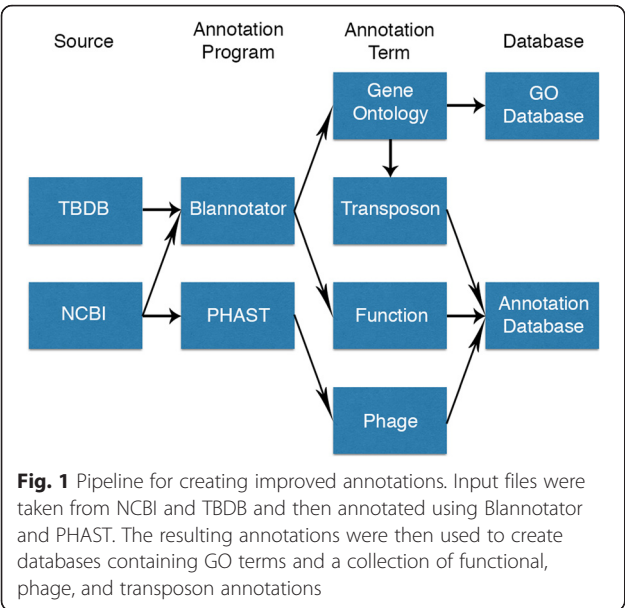 Source
Annotation
Program
Annotation
Term
Database
Gene
Ontology
GO
Database
TBDB
Blannotator
Transposon
NCBI
PHAST
Function
Annotation
Database
Phage
Fig. 1 Pipeline for creating improved annotations. Input files were
taken from NCBI and TBDB and then annotated using Blannotator
and PHAST. The resulting annotations were then used to create
databases containing GO terms and a collection of functional,
phage, and transposon annotations